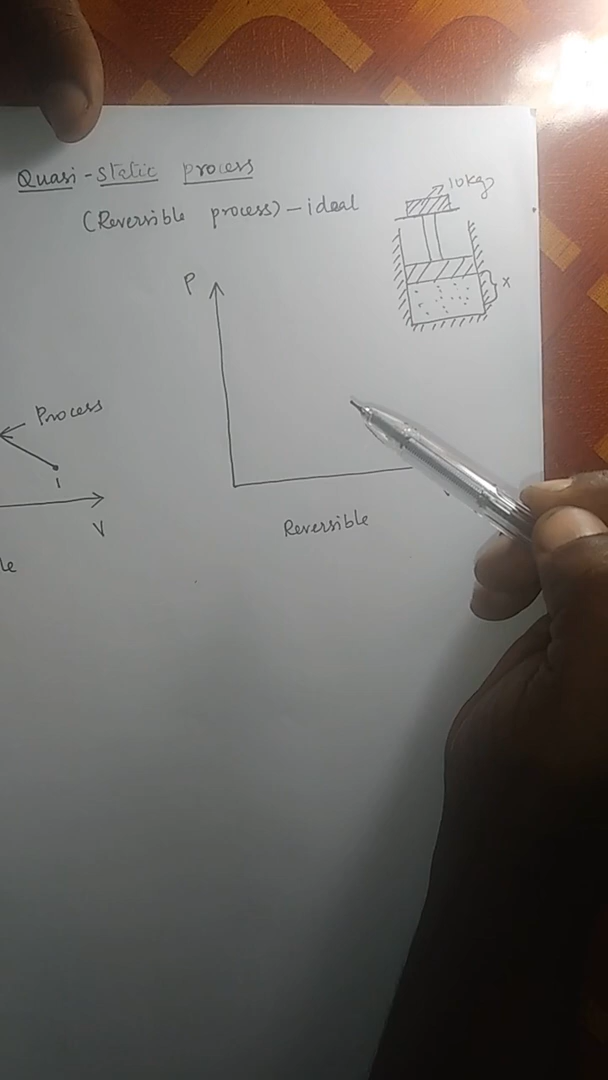 Quasi-static process
(Reversible process) - ideal
10kg
x
P
Process
1
V
Reversible
le